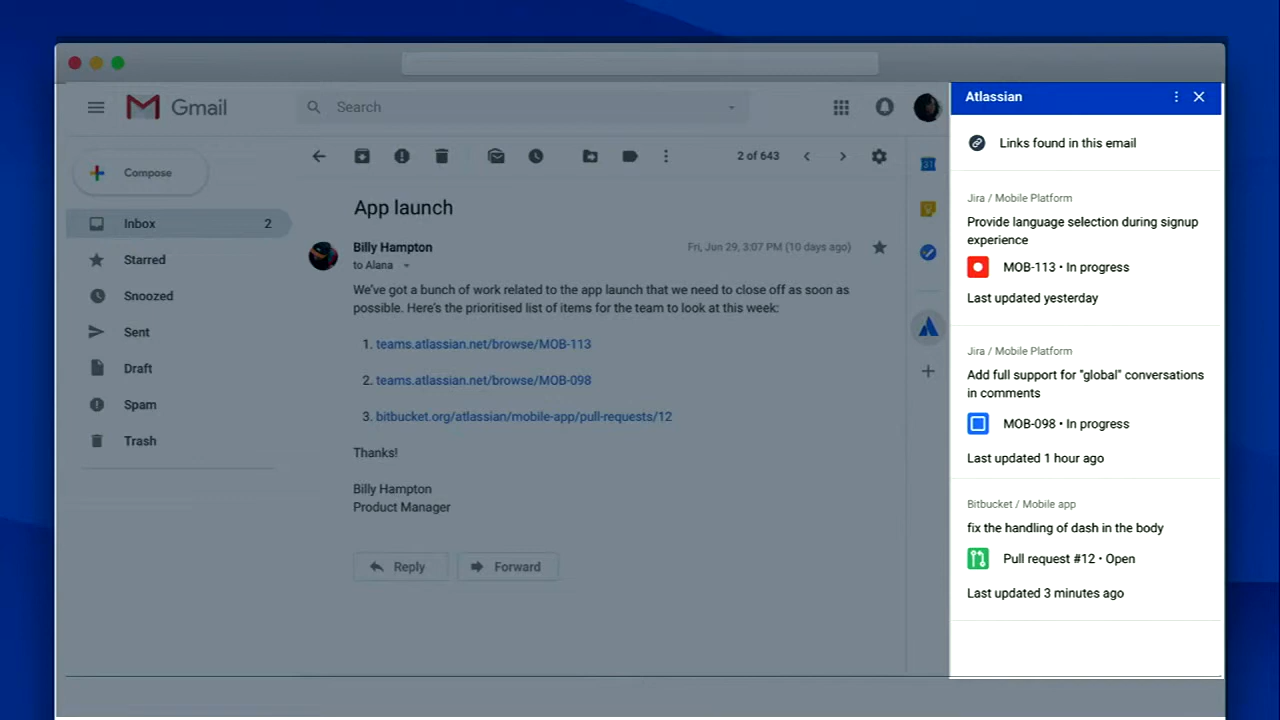 Gmail
Search
Compose
Inbox 2
Starred
Snoozed
Sent
Draft
Spam
Trash
2 of 643
App launch
Billy Hampton
Fri, Jun 29, 3:07 PM (10 days ago)
to Alana
We've got a bunch of work related to the app launch that we need to close off as soon as
possible. Here's the prioritised list of items for the team to look at this week:
1. teams.atlassian.net/browse/MOB-113
2. teams.atlassian.net/browse/MOB-098
3. bitbucket.org/atlassian/mobile-app/pull-requests/12
Thanks!
Billy Hampton
Product Manager
Reply
Forward
31
Atlassian
Links found in this email
Jira / Mobile Platform
Provide language selection during signup
experience
MOB-113 • In progress
Last updated yesterday
Jira / Mobile Platform
Add full support for "global" conversations
in comments
MOB-098 • In progress
Last updated 1 hour ago
Bitbucket / Mobile app
fix the handling of dash in the body
Pull request #12 • Open
Last updated 3 minutes ago